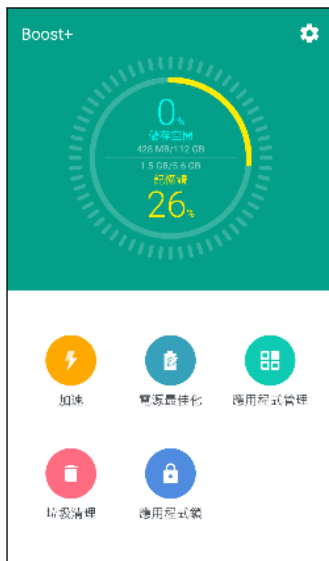 Boost+
0%
儲存空間
428 MB/112 GB
1.5 GB/5.6 GB
記憶體
26%
加速
電源最佳化
應用程式管理
垃圾清理
應用程式鎖